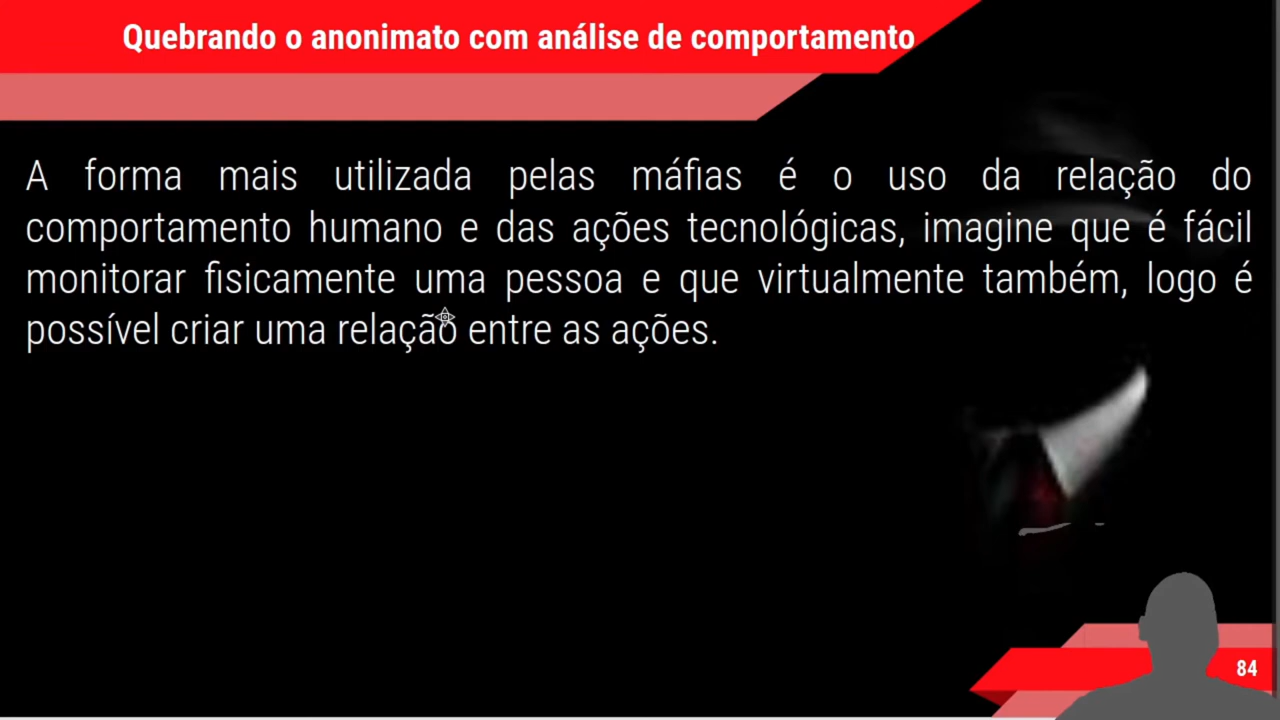 Quebrando o anonimato com análise de comportamento
A forma mais utilizada pelas máfias é o uso da relação do
comportamento humano e das ações tecnológicas, imagine que é fácil
monitorar fisicamente uma pessoa e que virtualmente também, logo é
possível criar uma relação entre as ações.
84